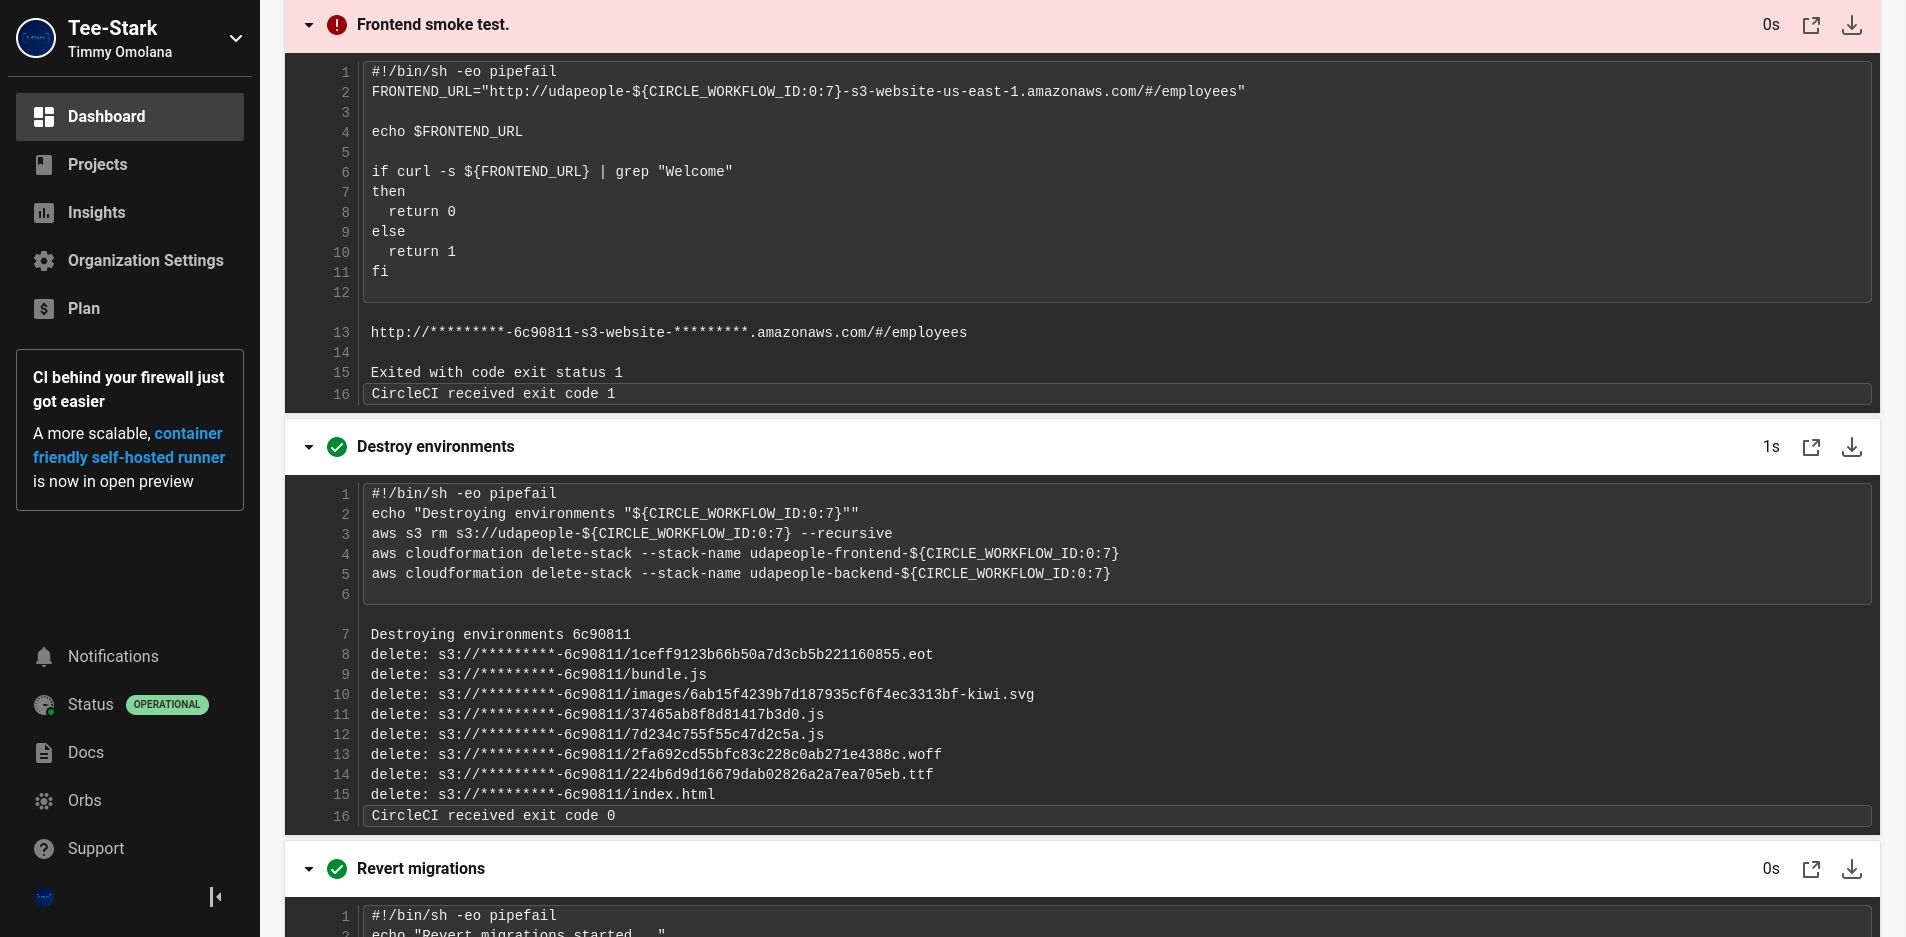 Tee-Stark
Timmy Omolana
Dashboard
Projects
Insights
Organization Settings
Plan
CI behind your firewall just
got easier
A more scalable, container
friendly self-hosted runner
is now in open preview
Notifications
Status OPERATIONAL
Docs
Orbs
Support
Frontend smoke test. 0s
1 #!/bin/sh -eo pipefail
2 FRONTEND_URL="http://udapeople-${CIRCLE_WORKFLOW_ID:0:7}-s3-website-us-east-1.amazonaws.com/#/employees"
3
4 echo $FRONTEND_URL
5
6 if curl -s ${FRONTEND_URL} | grep "Welcome"
7 then
8   return 0
9 else
10   return 1
11 fi
12
13 http://*********-6c90811-s3-website-*********.amazonaws.com/#/employees
14
15 Exited with code exit status 1
16 CircleCI received exit code 1
Destroy environments 1s
1 #!/bin/sh -eo pipefail
2 echo "Destroying environments "${CIRCLE_WORKFLOW_ID:0:7}""
3 aws s3 rm s3://udapeople-${CIRCLE_WORKFLOW_ID:0:7} --recursive
4 aws cloudformation delete-stack --stack-name udapeople-frontend-${CIRCLE_WORKFLOW_ID:0:7}
5 aws cloudformation delete-stack --stack-name udapeople-backend-${CIRCLE_WORKFLOW_ID:0:7}
6
7 Destroying environments 6c90811
8 delete: s3://*********-6c90811/1ceff9123b66b50a7d3cb5b221160855.eot
9 delete: s3://*********-6c90811/bundle.js
10 delete: s3://*********-6c90811/images/6ab15f4239b7d187935cf6f4ec3313bf-kiwi.svg
11 delete: s3://*********-6c90811/37465ab8f8d81417b3d0.js
12 delete: s3://*********-6c90811/7d234c755f55c47d2c5a.js
13 delete: s3://*********-6c90811/2fa692cd55bfc83c228c0ab271e4388c.woff
14 delete: s3://*********-6c90811/224b6d9d16679dab02826a2a7ea705eb.ttf
15 delete: s3://*********-6c90811/index.html
16 CircleCI received exit code 0
Revert migrations 0s
1 #!/bin/sh -eo pipefail
2 echo "Revert migrations started..."